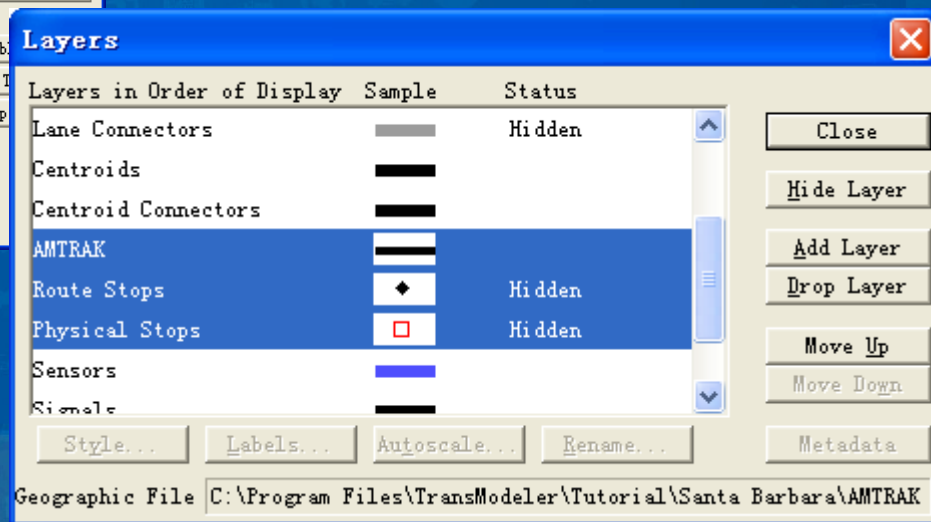 Layers
Layers in Order of Display Sample Status
Lane Connectors Hidden
Centroids
Centroid Connectors
AMTRAK
Route Stops Hidden
Physical Stops Hidden
Sensors
Signals
Close
Hide Layer
Add Layer
Drop Layer
Move Up
Move Down
Style... Labels... Autoscale... Rename... Metadata
Geographic File C:\Program Files\TransModeler\Tutorial\Santa Barbara\AMTRAK